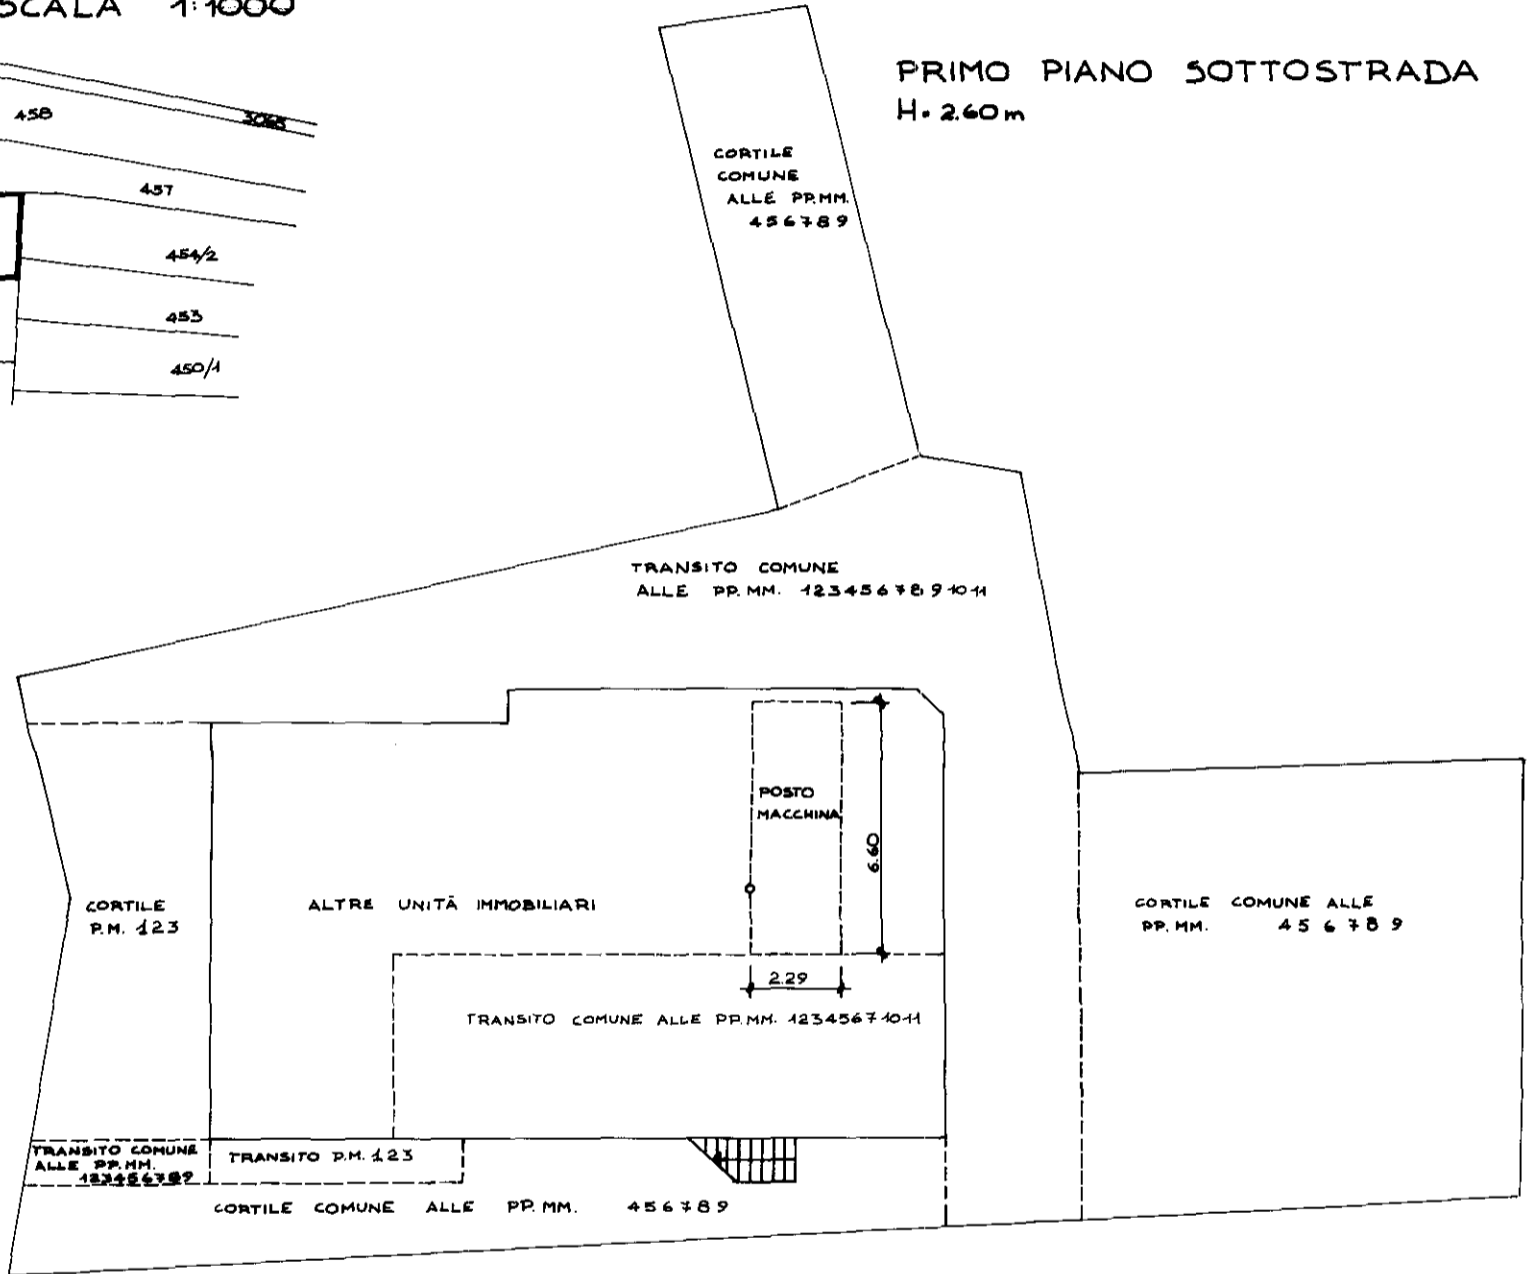 SCALA 1:1000
PRIMO PIANO SOTTOSTRADA
H. 2.60 m
458
3068
457
454/2
453
450/1
CORTILE
COMUNE
ALLE PP.MM.
456789
TRANSITO COMUNE
ALLE PP.MM. 1234567891011
POSTO
MACCHINA
6.60
CORTILE
P.M. 123
ALTRE UNITÀ IMMOBILIARI
CORTILE COMUNE ALLE
PP.MM. 456789
2.29
TRANSITO COMUNE ALLE PP.MM. 12345671011
TRANSITO COMUNE
ALLE PP.MM.
123456789
TRANSITO P.M. 123
CORTILE COMUNE ALLE PP.MM. 456789